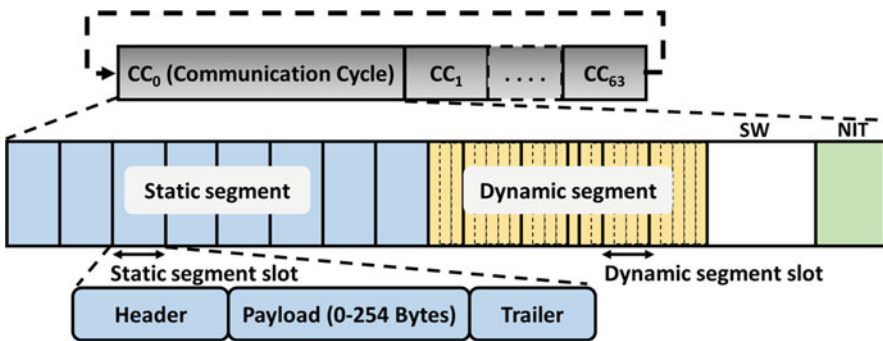 CC0 (Communication Cycle) CC1 .... CC63
SW NIT
Static segment Dynamic segment
Static segment slot Dynamic segment slot
Header Payload (0-254 Bytes) Trailer